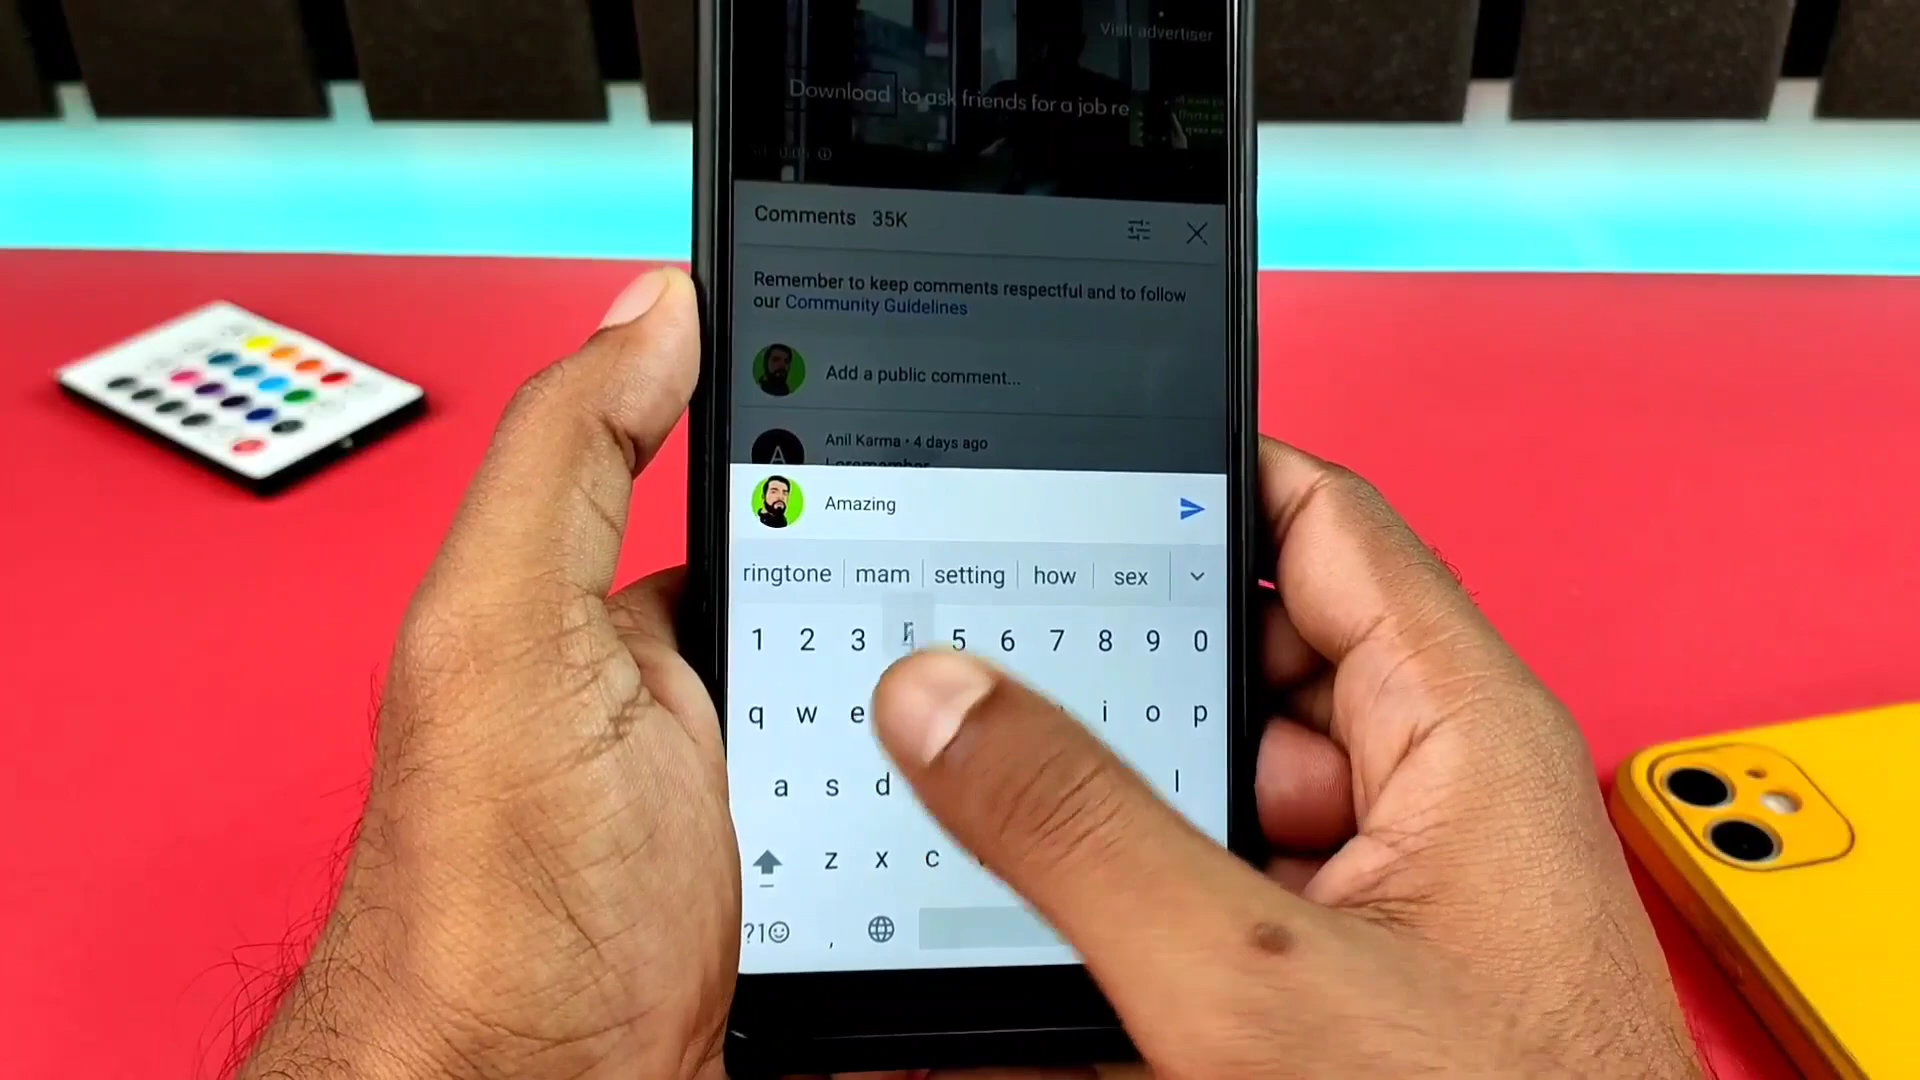 Visit advertiser
Download to ask friends for a job re
Comments 35K
Remember to keep comments respectful and to follow
our Community Guidelines
Add a public comment...
Anil Karma • 4 days ago
A
Amazing
ringtone mam setting how sex
1 2 3 5 6 7 8 9 0
q w e i o p
a s d l
z x c
?1☺ ,